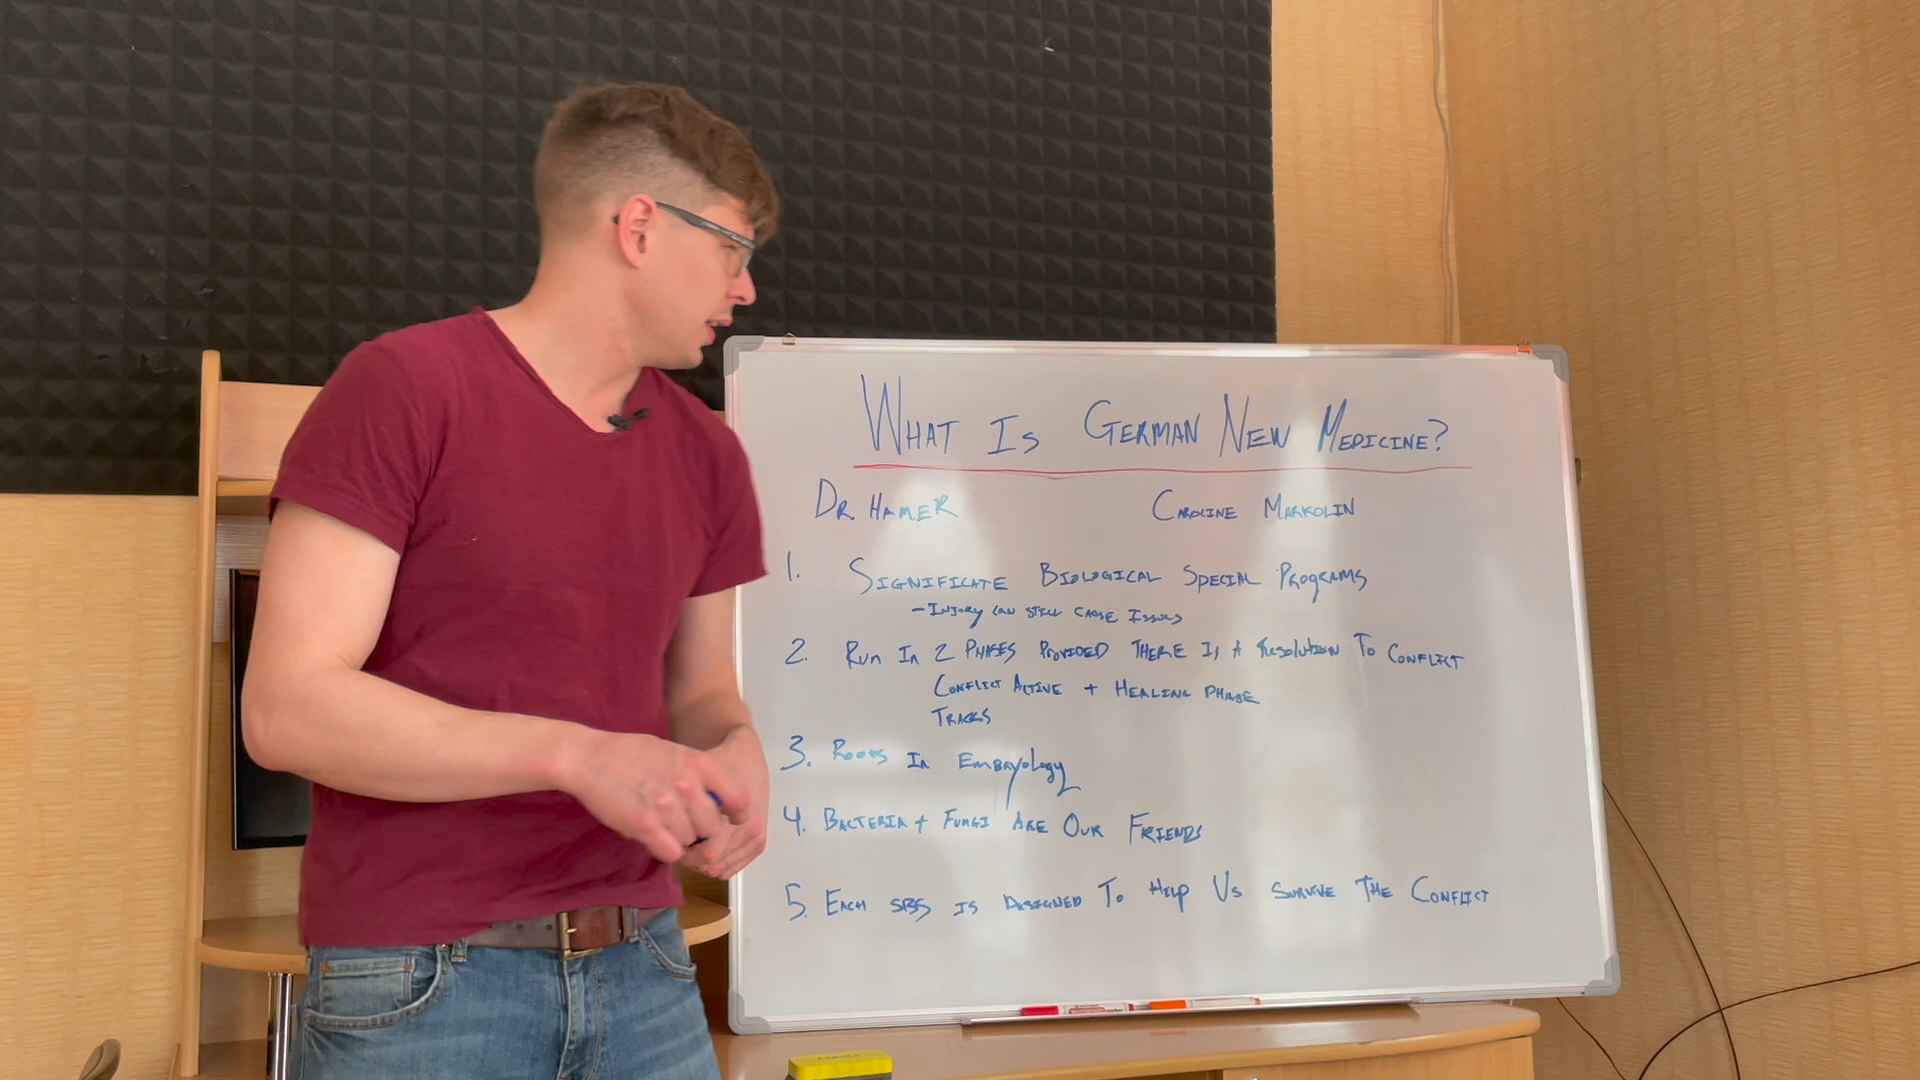 WHAT IS GERMAN NEW MEDICINE?
DR HAMER
CAROLINE MARKOLIN
1. SIGNIFICATE BIOLOGICAL SPECIAL PROGRAMS
- INJURY CAN STILL CAUSE ISSUES
2. RUN IN 2 PHASES PROVIDED THERE IS A RESOLUTION TO CONFLICT
CONFLICT ACTIVE + HEALING PHASE
TRACKS
3. ROOTS IN EMBRYOLOGY
4. BACTERIA + FUNGI ARE OUR FRIENDS
5. EACH SBS IS DESIGNED TO HELP US SURVIVE THE CONFLICT